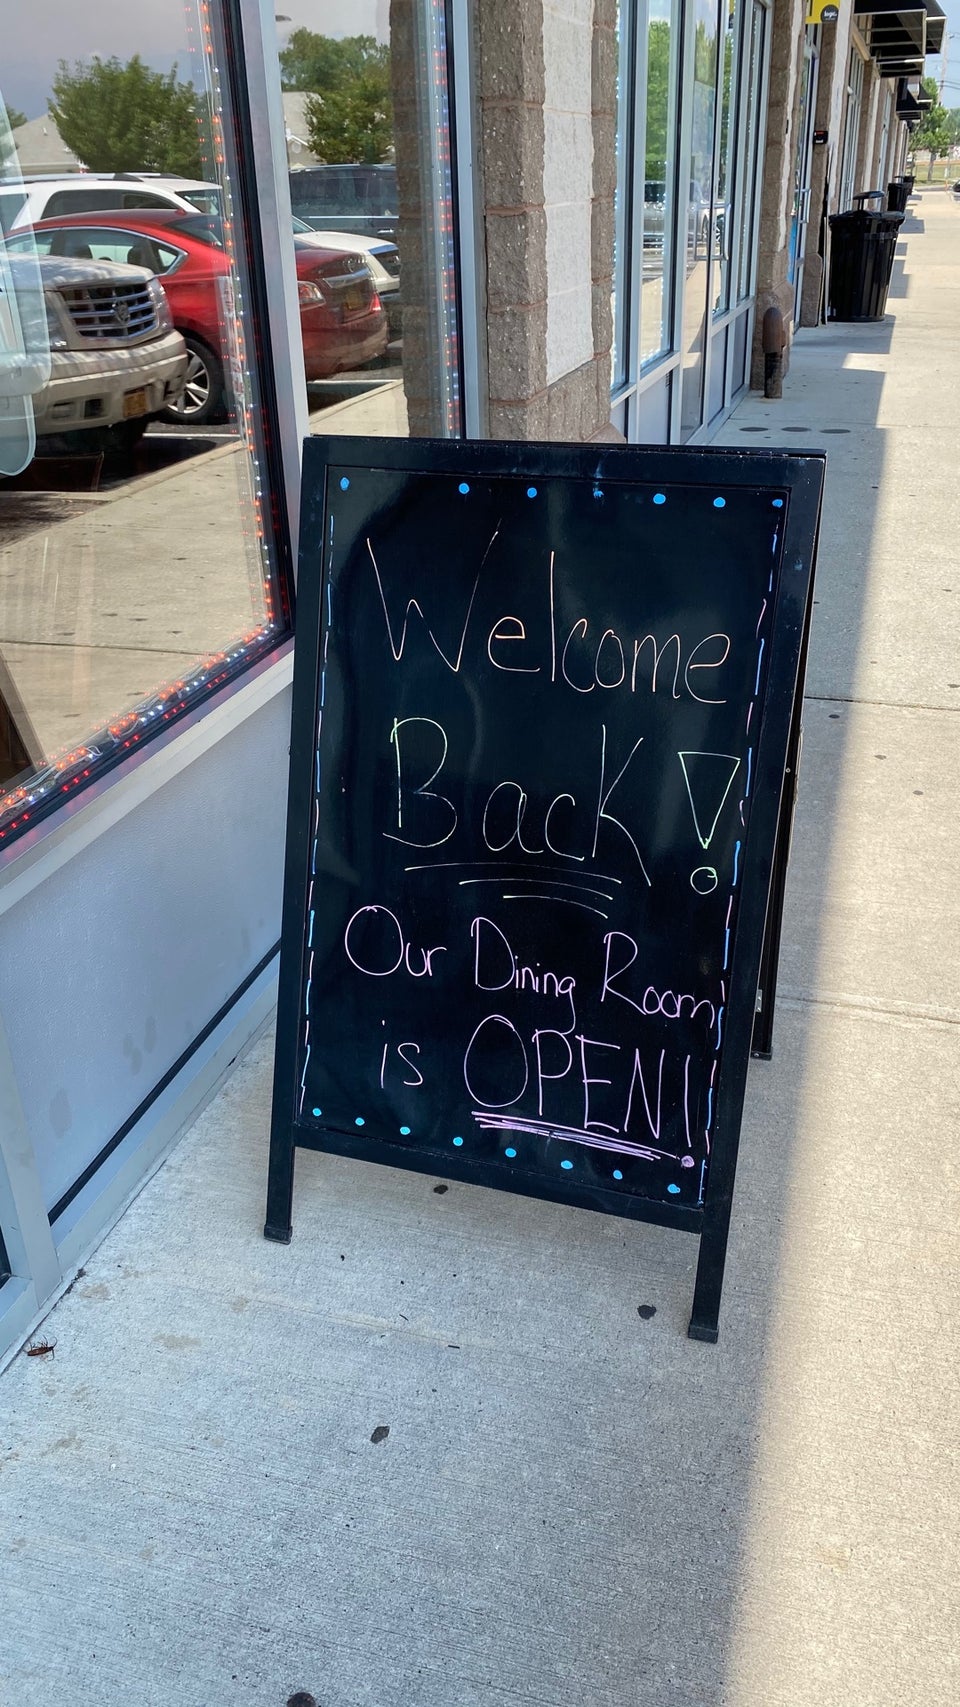 Welcome
Back!
Our Dining Room
is OPEN!